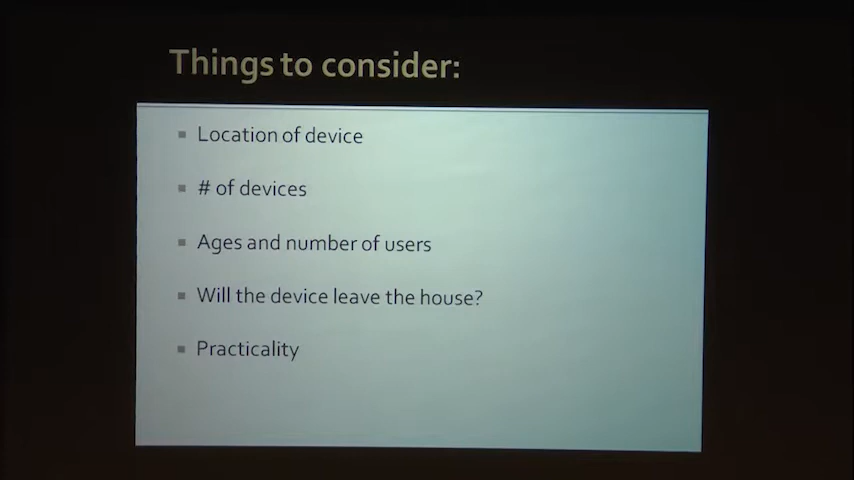 Things to consider:
Location of device
# of devices
Ages and number of users
Will the device leave the house?
Practicality